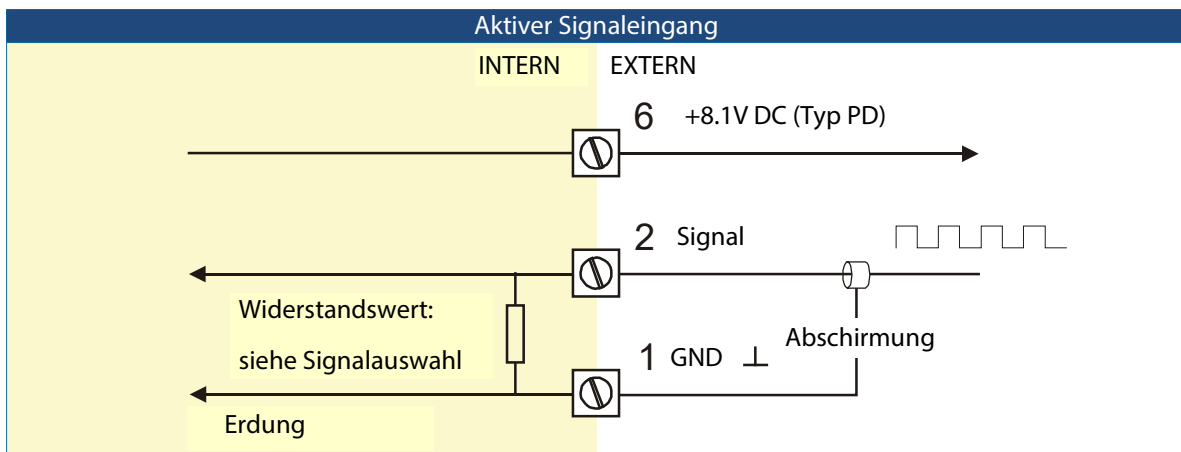 Aktiver Signaleingang
INTERN
EXTERN
6
+8.1V DC (Typ PD)
2
Signal
Widerstandswert:
siehe Signalauswahl
1
GND
Abschirmung
Erdung